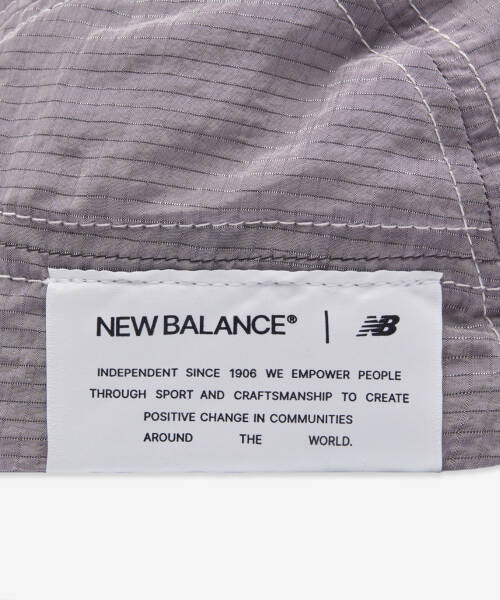 NEW BALANCE® | NB
INDEPENDENT SINCE 1906 WE EMPOWER PEOPLE
THROUGH SPORT AND CRAFTSMANSHIP TO CREATE
POSITIVE CHANGE IN COMMUNITIES
AROUND THE WORLD.